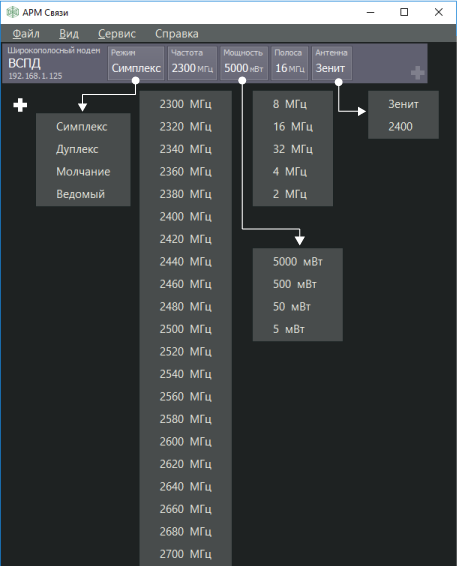 АРМ Связи
Файл Вид Сервис Справка
Широкополосный модем
ВСПД
192.168.1.125
Режим
Симплекс
Частота
2300 МГц
Мощность
5000 мВт
Полоса
16 МГц
Антенна
Зенит
Симплекс
Дуплекс
Молчание
Ведомый
2300 МГц
2320 МГц
2340 МГц
2360 МГц
2380 МГц
2400 МГц
2420 МГц
2440 МГц
2460 МГц
2480 МГц
2500 МГц
2520 МГц
2540 МГц
2560 МГц
2580 МГц
2600 МГц
2620 МГц
2640 МГц
2660 МГц
2680 МГц
2700 МГц
8 МГц
16 МГц
32 МГц
4 МГц
2 МГц
5000 мВт
500 мВт
50 мВт
5 мВт
Зенит
2400